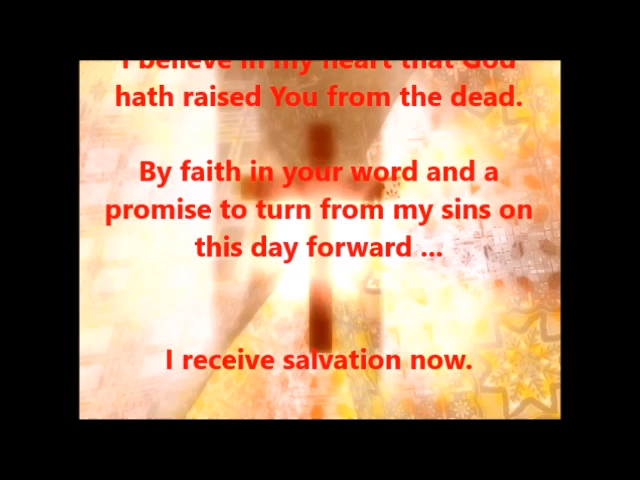 I believe in my heart that God
hath raised You from the dead.
By faith in your word and a
promise to turn from my sins on
this day forward ...
I receive salvation now.